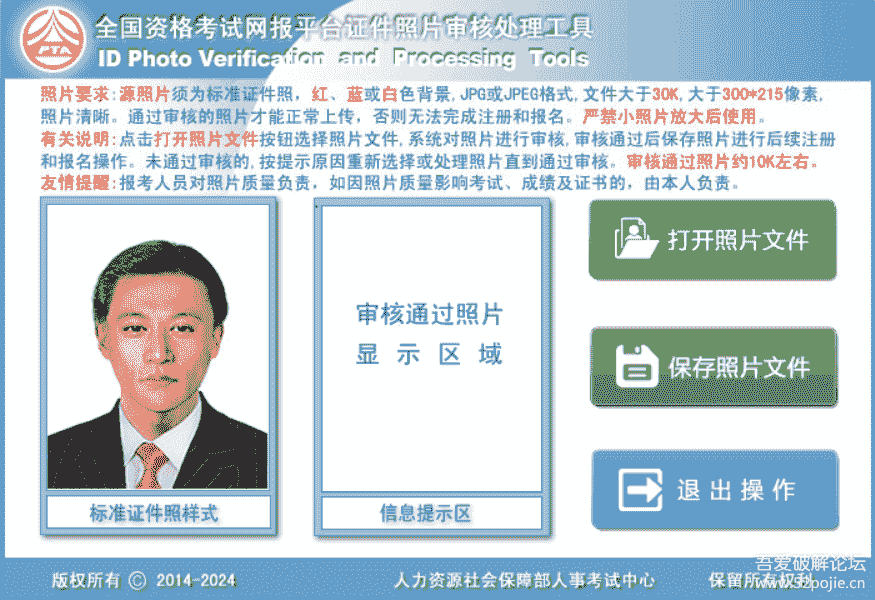 PTA
全国资格考试网报平台证件照片审核处理工具
ID Photo Verification and Processing Tools
照片要求:源照片须为标准证件照，红、蓝或白色背景,JPG或JPEG格式,文件大于30K,大于300*215像素,
照片清晰。通过审核的照片才能正常上传，否则无法完成注册和报名。严禁小照片放大后使用。
有关说明:点击打开照片文件按钮选择照片文件,系统对照片进行审核,审核通过后保存照片进行后续注册
和报名操作。未通过审核的,按提示原因重新选择或处理照片直到通过审核。审核通过照片约10K左右。
友情提醒:报考人员对照片质量负责，如因照片质量影响考试、成绩及证书的，由本人负责。
打开照片文件
审核通过照片
显示区域
保存照片文件
退出操作
标准证件照样式
信息提示区
版权所有 © 2014-2024 人力资源社会保障部人事考试中心 保留所有权利
吾爱破解论坛
www.52pojie.cn